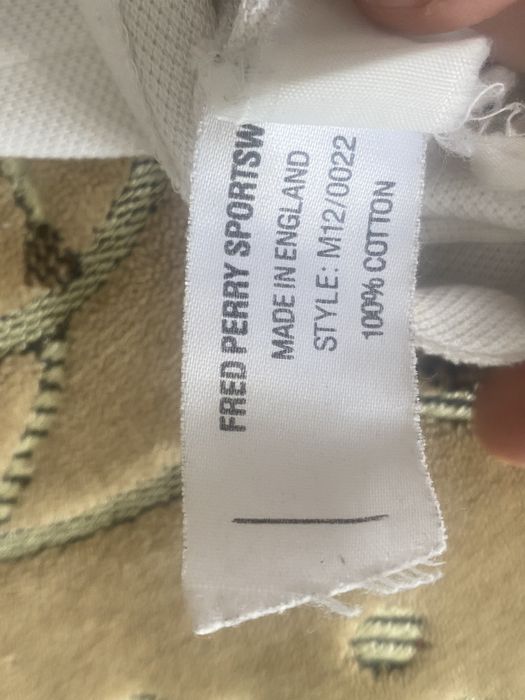 FRED PERRY SPORTSW
MADE IN ENGLAND
STYLE: M12/0022
100% COTTON